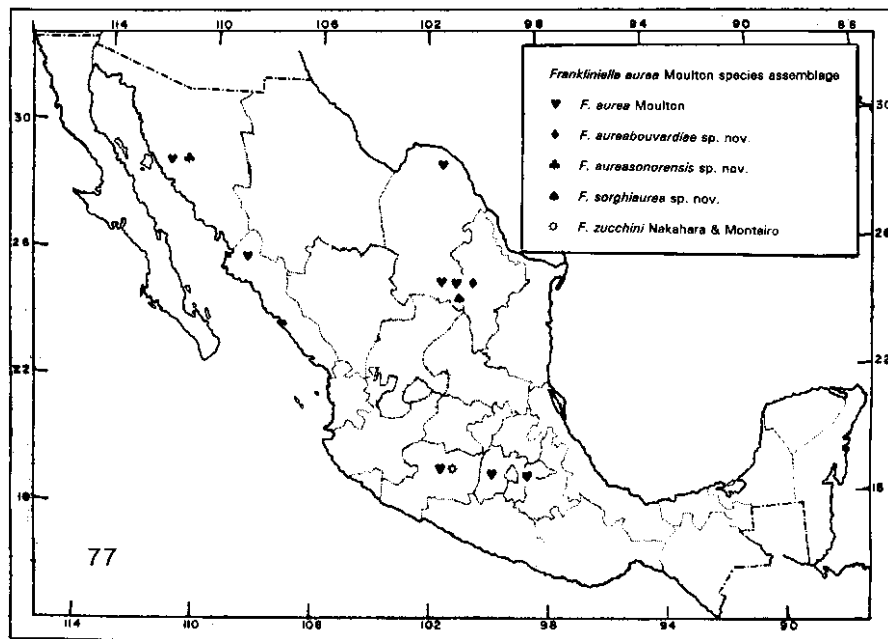 114 110 106 102 98 94 90 86
Frankliniella aurea Moulton species assemblage
F. aurea Moulton
F. aureabouvardiae sp. nov.
F. aureasonorensis sp. nov.
F. sorghiaurea sp. nov.
F. zucchini Nakahara & Monteiro
30 30
26 26
22 22
18 18
77
114 110 106 102 98 94 90